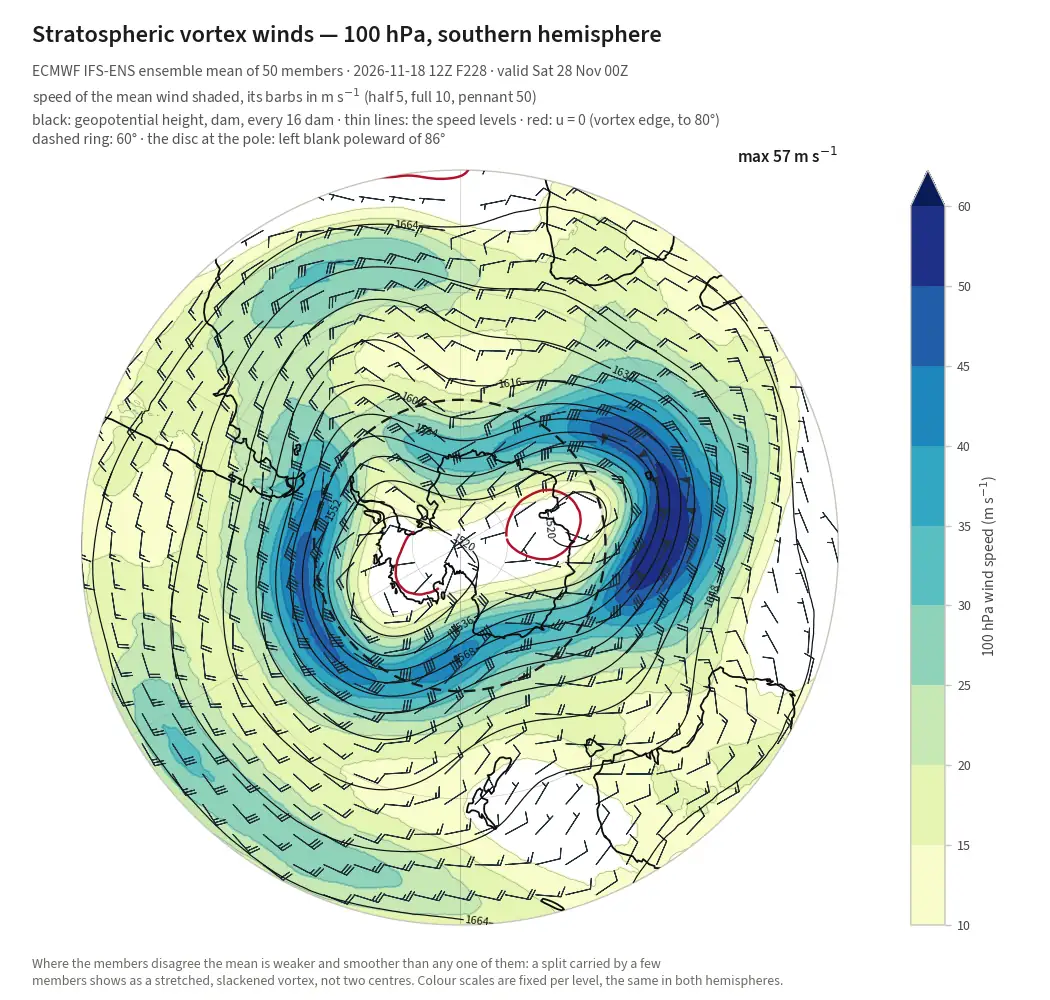 Stratospheric vortex winds — 100 hPa, southern hemisphere
ECMWF IFS-ENS ensemble mean of 50 members · 2026-11-18 12Z F228 · valid Sat 28 Nov 00Z
speed of the mean wind shaded, its barbs in m s⁻¹ (half 5, full 10, pennant 50)
black: geopotential height, dam, every 16 dam · thin lines: the speed levels · red: u = 0 (vortex edge, to 80°)
dashed ring: 60° · the disc at the pole: left blank poleward of 86°
max 57 m s⁻¹
1664
1616
1552
1520
1520
1536
1568
1648
1664
60
50
45
40
35
30
25
20
15
10
100 hPa wind speed (m s⁻¹)
Where the members disagree the mean is weaker and smoother than any one of them: a split carried by a few
members shows as a stretched, slackened vortex, not two centres. Colour scales are fixed per level, the same in both hemispheres.